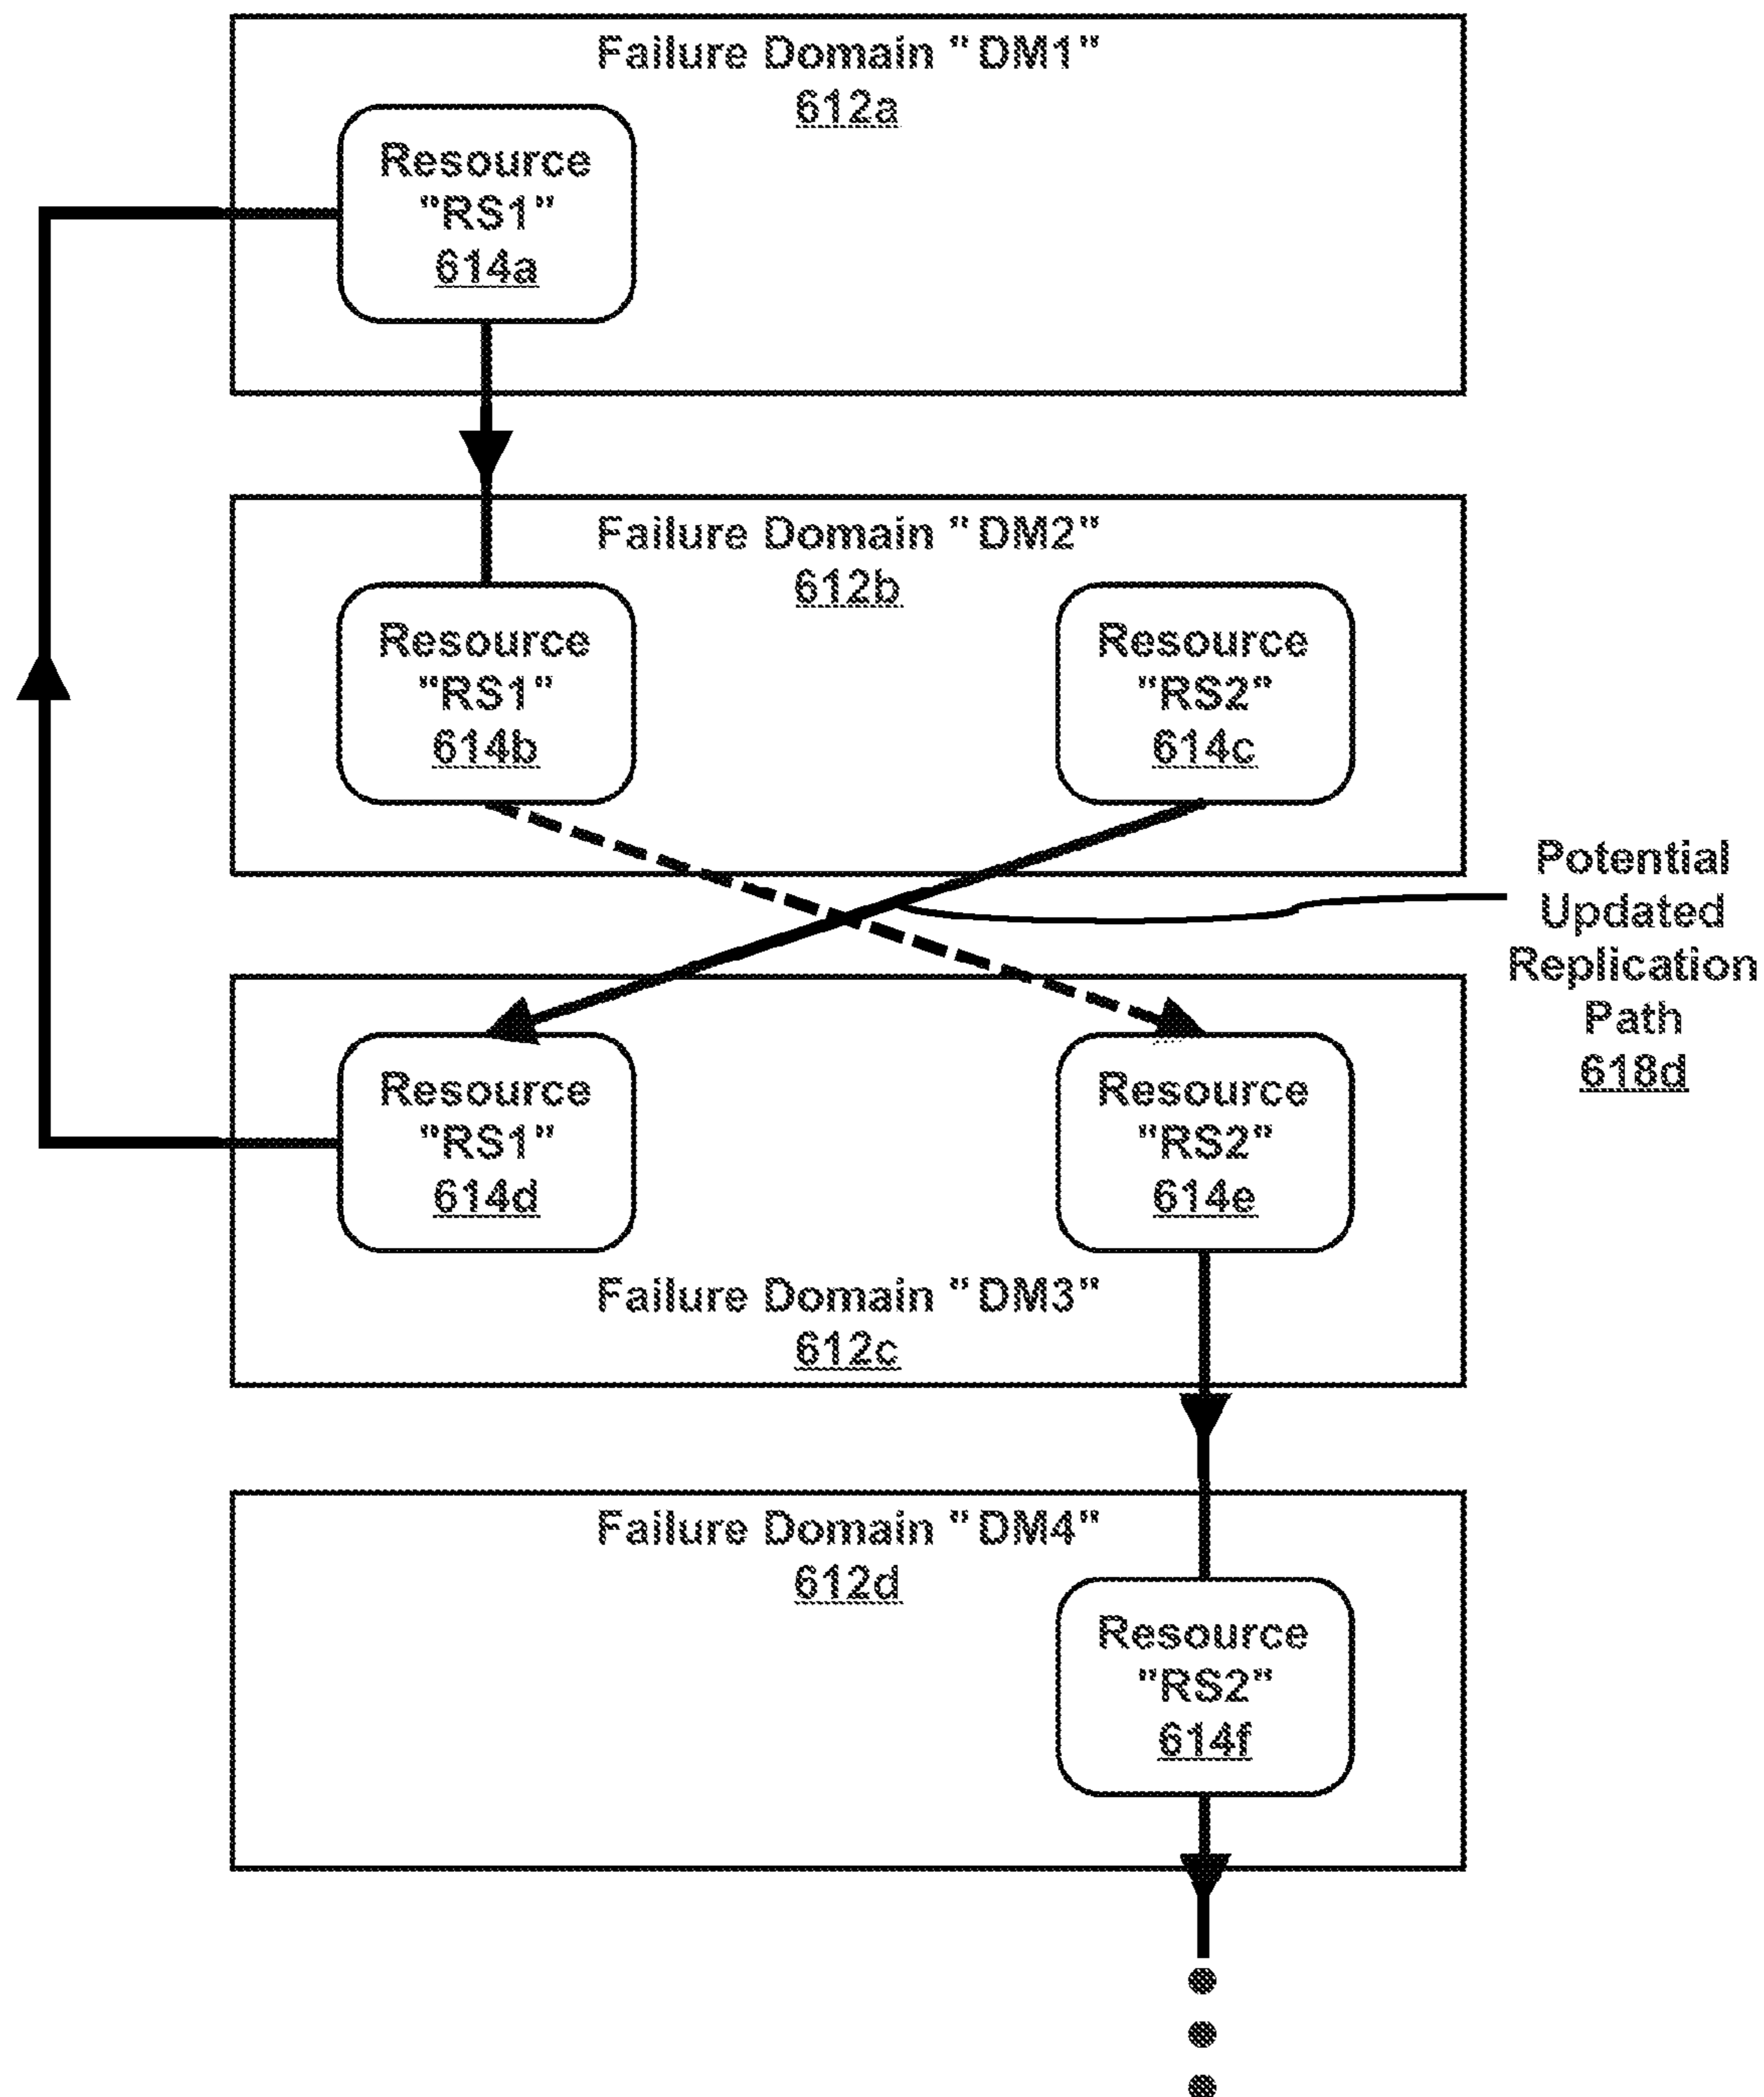 Failure Domain "DM1"
612a
Resource
"RS1"
614a
Failure Domain "DM2"
612b
Resource
"RS1"
614b
Resource
"RS2"
614c
Potential
Updated
Replication
Path
618d
Resource
"RS1"
614d
Resource
"RS2"
614e
Failure Domain "DM3"
612c
Failure Domain "DM4"
612d
Resource
"RS2"
614f